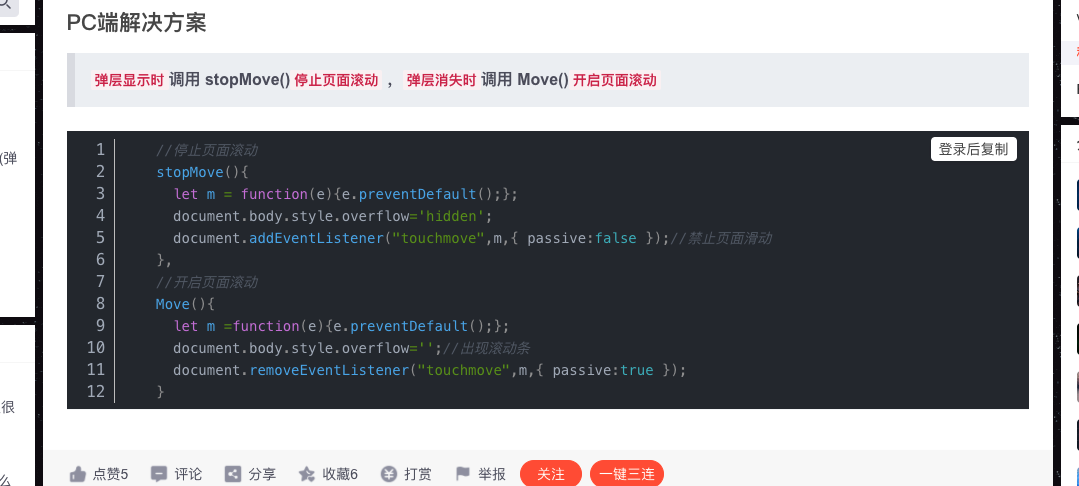 PC端解决方案
弹层显示时 调用 stopMove() 停止页面滚动 ， 弹层消失时 调用 Move() 开启页面滚动
登录后复制
1 //停止页面滚动
2 stopMove(){
3 let m = function(e){e.preventDefault();};
4 document.body.style.overflow='hidden';
5 document.addEventListener("touchmove",m,{ passive:false });//禁止页面滑动
6 },
7 //开启页面滚动
8 Move(){
9 let m =function(e){e.preventDefault();};
10 document.body.style.overflow='';//出现滚动条
11 document.removeEventListener("touchmove",m,{ passive:true });
12 }
(弹
很
么
点赞5 评论 分享 收藏6 打赏 举报 关注 一键三连